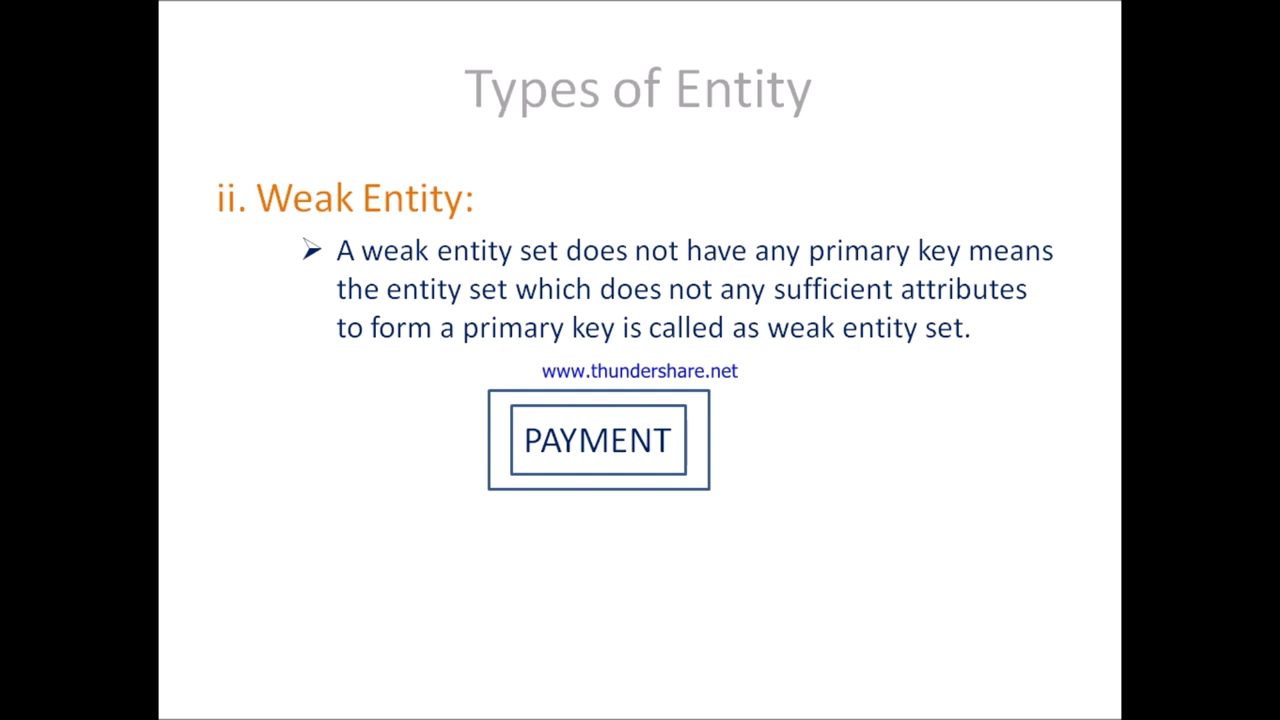 Types of Entity
ii. Weak Entity:
A weak entity set does not have any primary key means
the entity set which does not any sufficient attributes
to form a primary key is called as weak entity set.
www.thundershare.net
PAYMENT